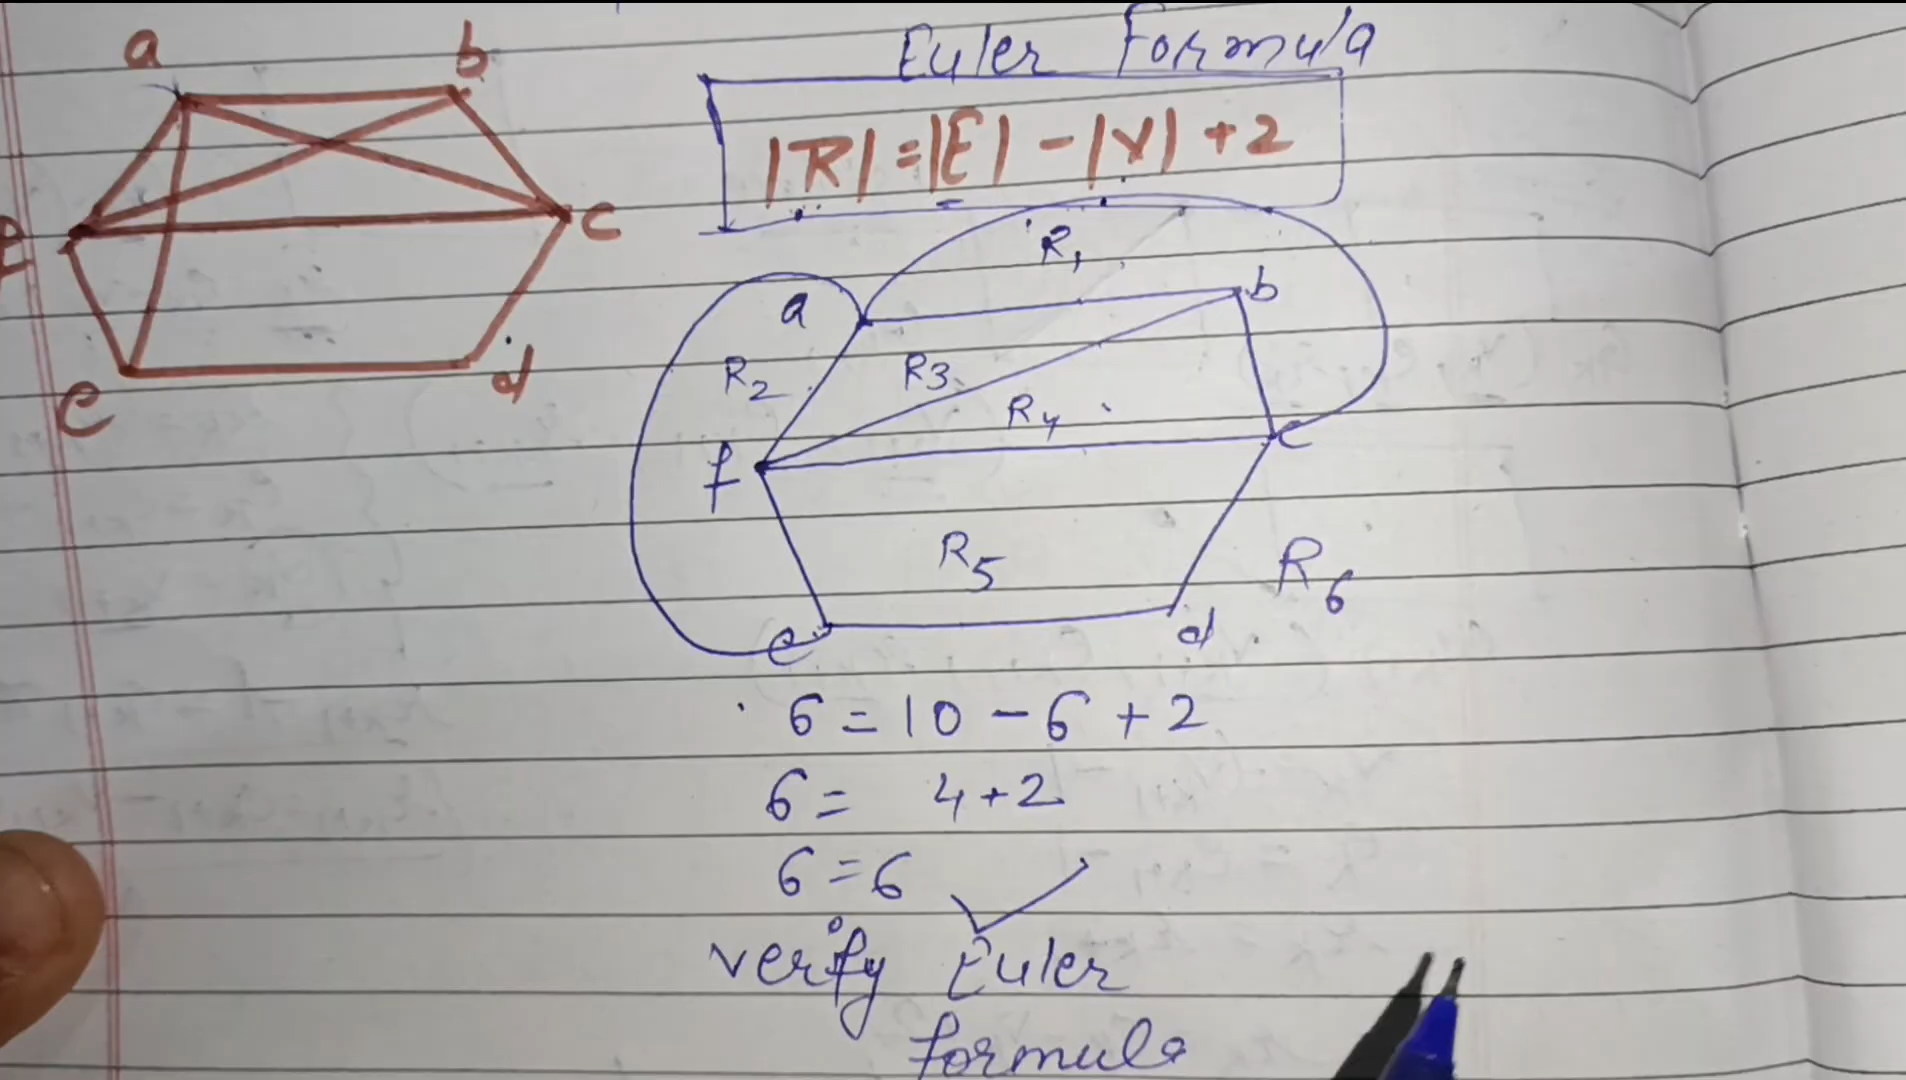 Euler Formula
|R| = |E| - |V| + 2
a
b
c
d
e
a
b
c
d
e
f
R1
R2
R3
R4
R5
R6
6 = 10 - 6 + 2
6 = 4 + 2
6 = 6 ✓
verify Euler
formula